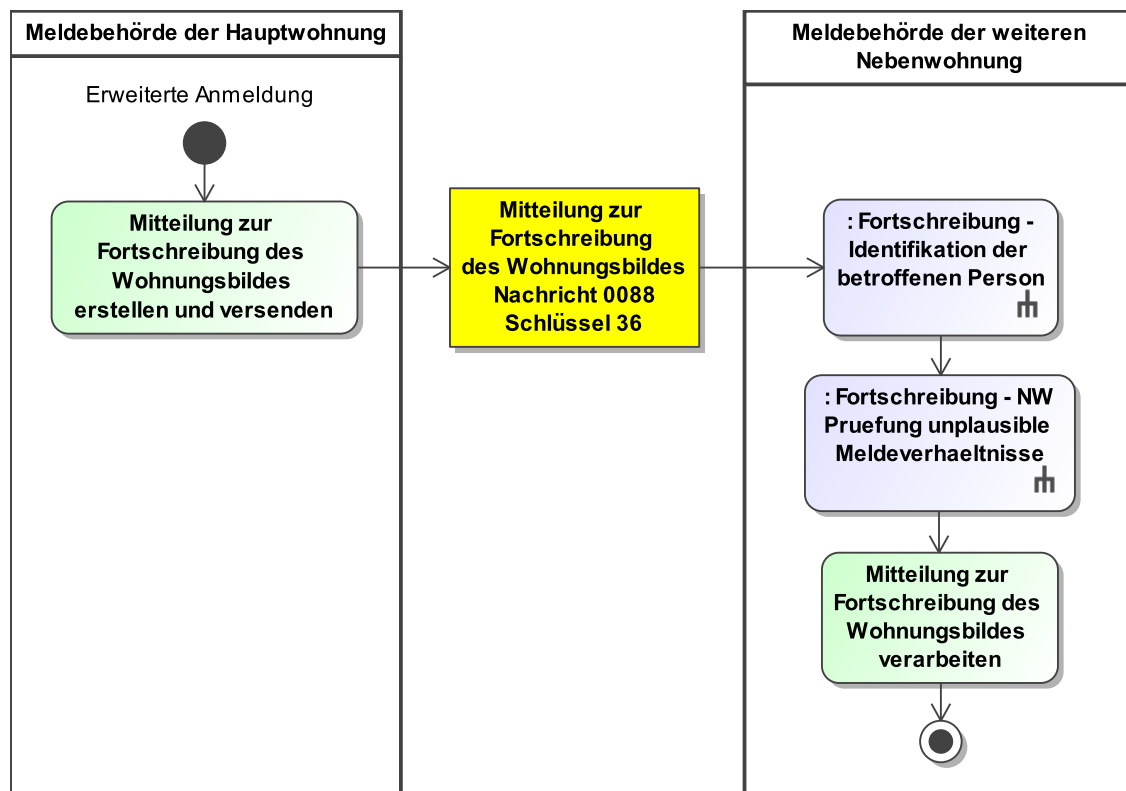 Meldebehörde der Hauptwohnung
Erweiterte Anmeldung
Mitteilung zur
Fortschreibung des
Wohnungsbildes
erstellen und versenden
Mitteilung zur
Fortschreibung
des Wohnungsbildes
Nachricht 0088
Schlüssel 36
Meldebehörde der weiteren
Nebenwohnung
: Fortschreibung -
Identifikation der
betroffenen Person
: Fortschreibung - NW
Pruefung unplausible
Meldeverhaeltnisse
Mitteilung zur
Fortschreibung des
Wohnungsbildes
verarbeiten